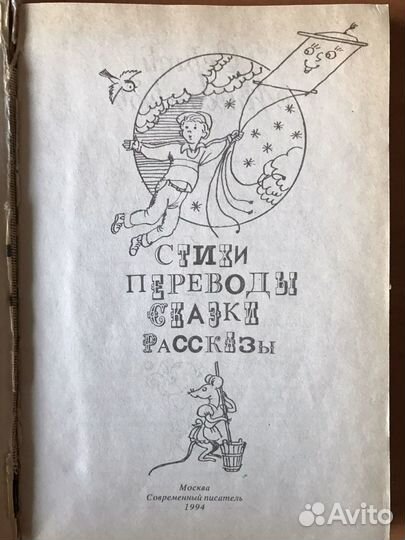 СТИХИ
ПЕРЕВОДЫ
СКАЗКИ
РАССКАЗЫ
Москва
Современный писатель
1994
Avito